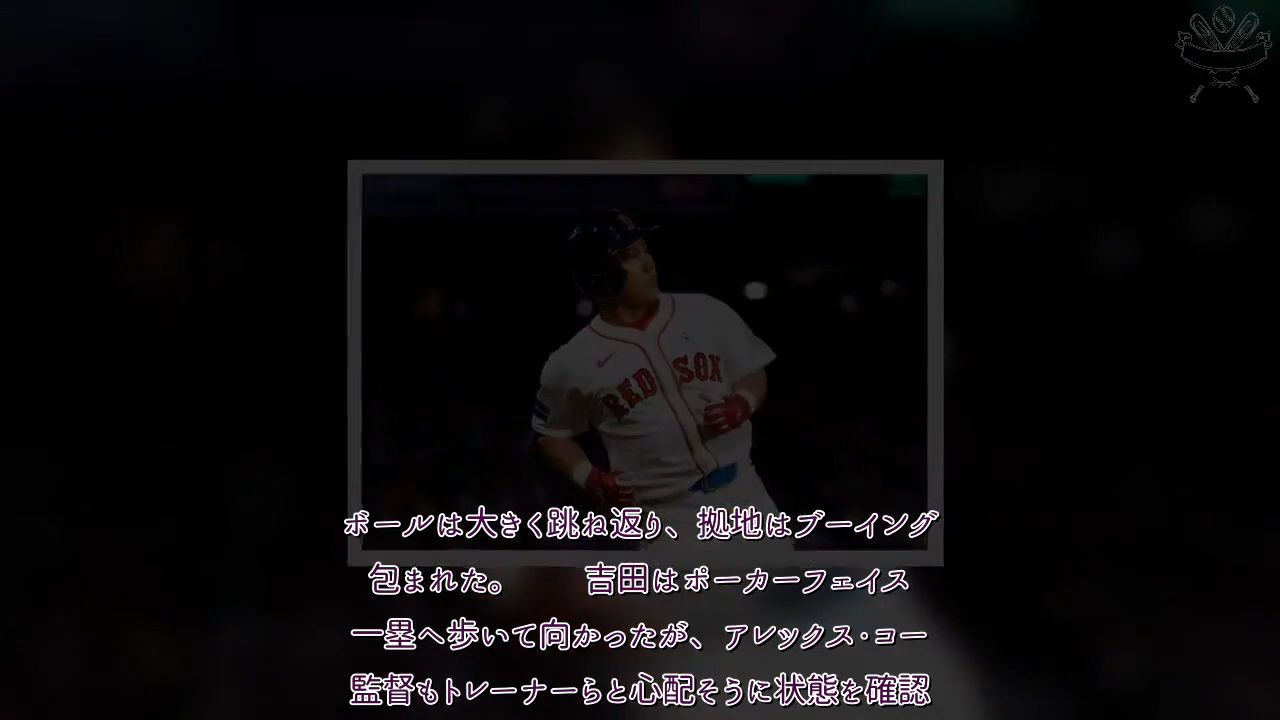 RED SOX
ボールは大きく跳ね返り、拠地はブーイング
包まれた。　　吉田はポーカーフェイス
一塁へ歩いて向かったが、アレックス・コー
監督もトレーナーらと心配そうに状態を確認